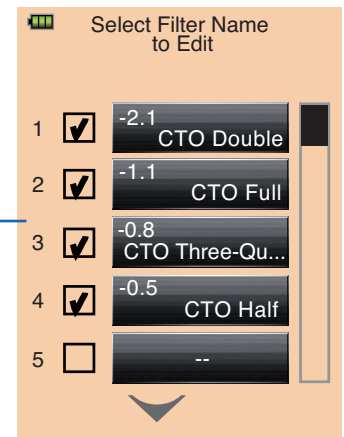 Select Filter Name
to Edit
1
-2.1
CTO Double
2
-1.1
CTO Full
3
-0.8
CTO Three-Qu...
4
-0.5
CTO Half
5
--